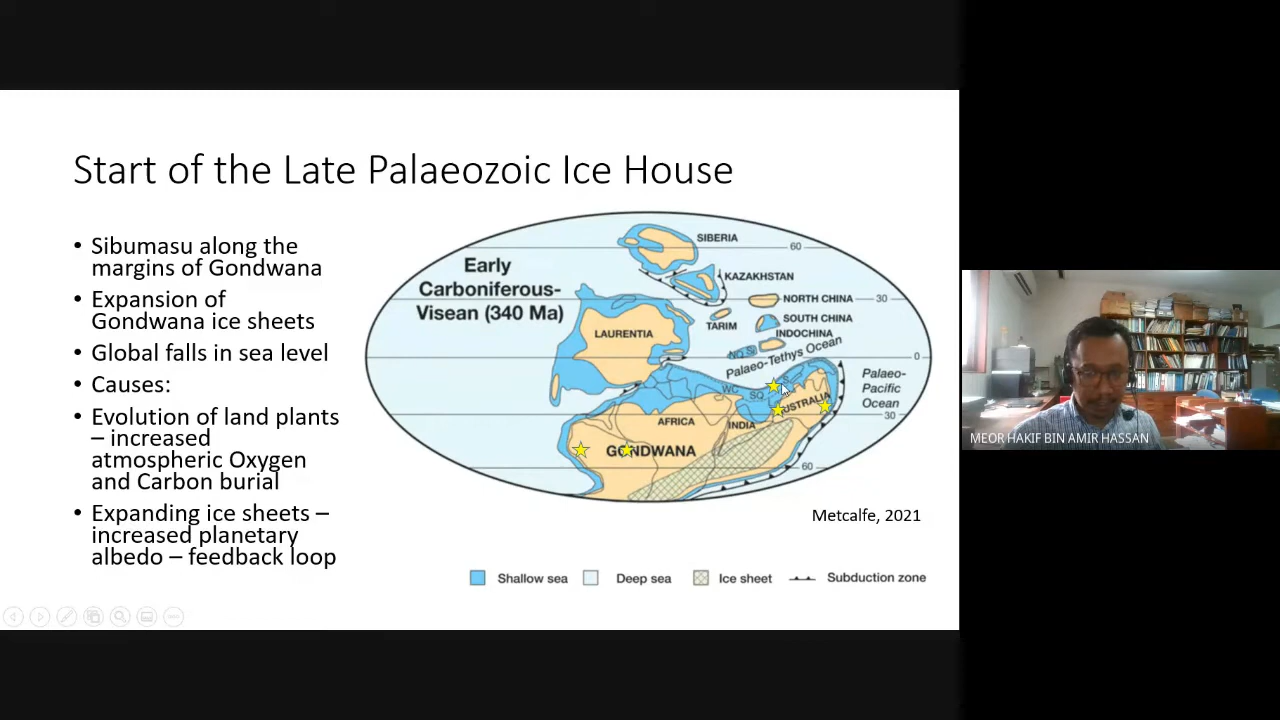 Start of the Late Palaeozoic Ice House
• Sibumasu along the
margins of Gondwana
• Expansion of
Gondwana ice sheets
• Global falls in sea level
• Causes:
• Evolution of land plants
– increased
atmospheric Oxygen
and Carbon burial
• Expanding ice sheets –
increased planetary
albedo – feedback loop
Early
Carboniferous-
Visean (340 Ma)
SIBERIA
60
KAZAKHSTAN
NORTH CHINA
30
SOUTH CHINA
TARIM
INDOCHINA
LAURENTIA
Palaeo-Tethys Ocean
0
Palaeo-
Pacific
Ocean
30
WC
SQ
AUSTRALIA
AFRICA
INDIA
GONDWANA
60
Metcalfe, 2021
Shallow sea
Deep sea
Ice sheet
Subduction zone
MEOR HAKIF BIN AMIR HASSAN